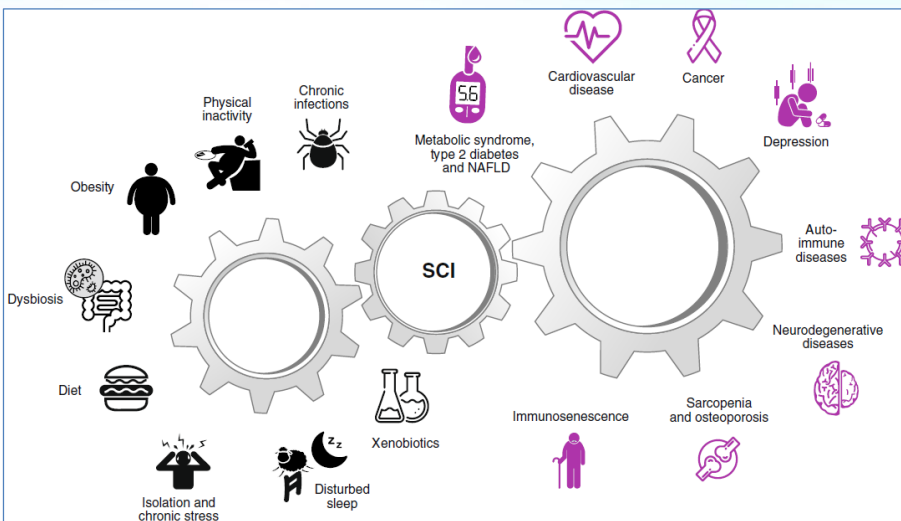 Chronic
infections
Physical
inactivity
Obesity
Dysbiosis
Diet
Isolation and
chronic stress
zz
Disturbed
sleep
Xenobiotics
SCI
5.6
Metabolic syndrome,
type 2 diabetes
and NAFLD
Cardiovascular
disease
Cancer
Depression
Auto-
immune
diseases
Neurodegenerative
diseases
Sarcopenia
and osteoporosis
Immunosenescence